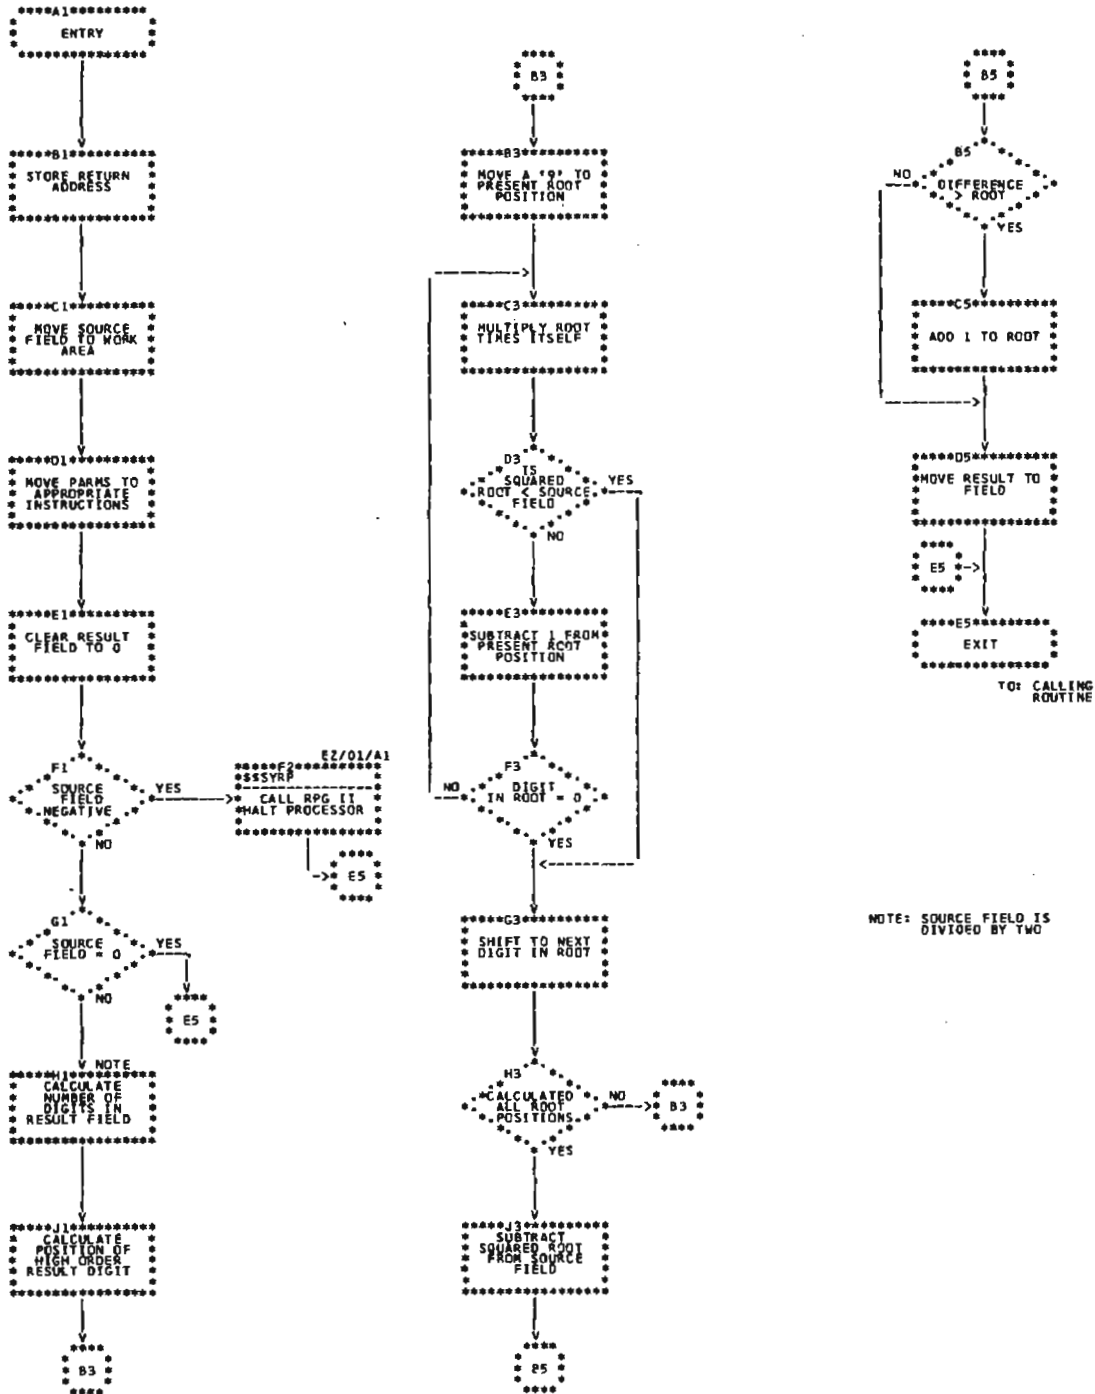 A1
ENTRY
B1
STORE RETURN
ADDRESS
C1
MOVE SOURCE
FIELD TO WORK
AREA
D1
MOVE PARMS TO
APPROPRIATE
INSTRUCTIONS
E1
CLEAR RESULT
FIELD TO 0
F1
SOURCE
FIELD
NEGATIVE
YES
NO
EZ/01/A1
F2
$$SYRP
CALL RPG II
HALT PROCESSOR
E5
G1
SOURCE
FIELD = 0
YES
NO
E5
NOTE
H1
CALCULATE
NUMBER OF
DIGITS IN
RESULT FIELD
J1
CALCULATE
POSITION OF
HIGH ORDER
RESULT DIGIT
B3
B3
B3
MOVE A '9' TO
PRESENT ROOT
POSITION
C3
MULTIPLY ROOT
TIMES ITSELF
D3
IS
SQUARED
ROOT < SOURCE
FIELD
YES
NO
E3
SUBTRACT 1 FROM
PRESENT ROOT
POSITION
F3
DIGIT
IN ROOT = 0
NO
YES
G3
SHIFT TO NEXT
DIGIT IN ROOT
H3
CALCULATED
ALL ROOT
POSITIONS
NO
B3
YES
J3
SUBTRACT
SQUARED ROOT
FROM SOURCE
FIELD
B5
B5
B5
DIFFERENCE
> ROOT
NO
YES
C5
ADD 1 TO ROOT
D5
MOVE RESULT TO
FIELD
E5
E5
EXIT
TO: CALLING
ROUTINE
NOTE: SOURCE FIELD IS
DIVIDED BY TWO